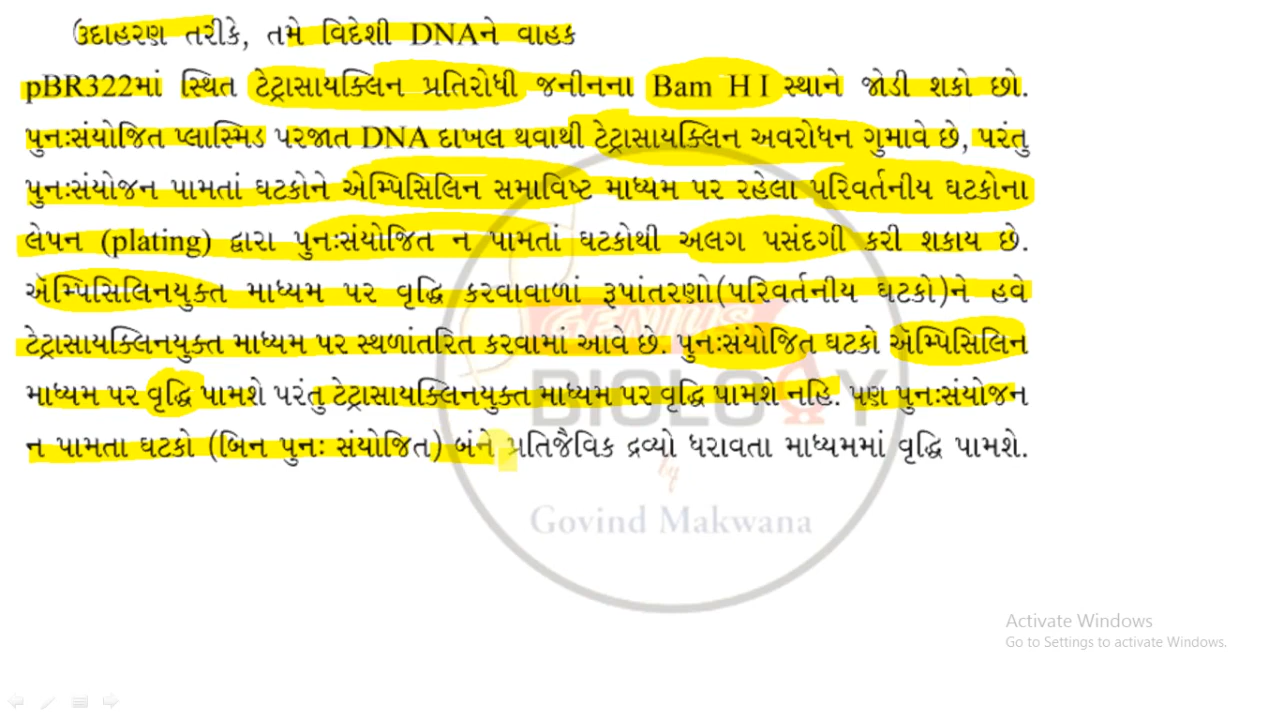 ઉદાહરણ તરીકે, તમે વિદેશી DNAને વાહક
pBR322માં સ્થિત ટેટ્રાસાયક્લિન પ્રતિરોધી જનીનના Bam H I સ્થાને જોડી શકો છો.
પુનઃસંયોજિત પ્લાસ્મિડ પરજાત DNA દાખલ થવાથી ટેટ્રાસાયક્લિન અવરોધન ગુમાવે છે, પરંતુ
પુનઃસંયોજન પામતાં ઘટકોને એમ્પિસિલિન સમાવિષ્ટ માધ્યમ પર રહેલા પરિવર્તનીય ઘટકોના
લેપન (plating) દ્વારા પુનઃસંયોજિત ન પામતાં ઘટકોથી અલગ પસંદગી કરી શકાય છે.
ઍમ્પિસિલિનયુક્ત માધ્યમ પર વૃદ્ધિ કરવાવાળાં રૂપાંતરણો(પરિવર્તનીય ઘટકો)ને હવે
ટેટ્રાસાયક્લિનયુક્ત માધ્યમ પર સ્થળાંતરિત કરવામાં આવે છે. પુનઃસંયોજિત ઘટકો ઍમ્પિસિલિન
માધ્યમ પર વૃદ્ધિ પામશે પરંતુ ટેટ્રાસાયક્લિનયુક્ત માધ્યમ પર વૃદ્ધિ પામશે નહિ. પણ પુનઃસંયોજન
ન પામતા ઘટકો (બિન પુનઃ સંયોજિત) બંને પ્રતિજૈવિક દ્રવ્યો ધરાવતા માધ્યમમાં વૃદ્ધિ પામશે.
GENIUS
BIOLOGY
by
Govind Makwana
Activate Windows
Go to Settings to activate Windows.